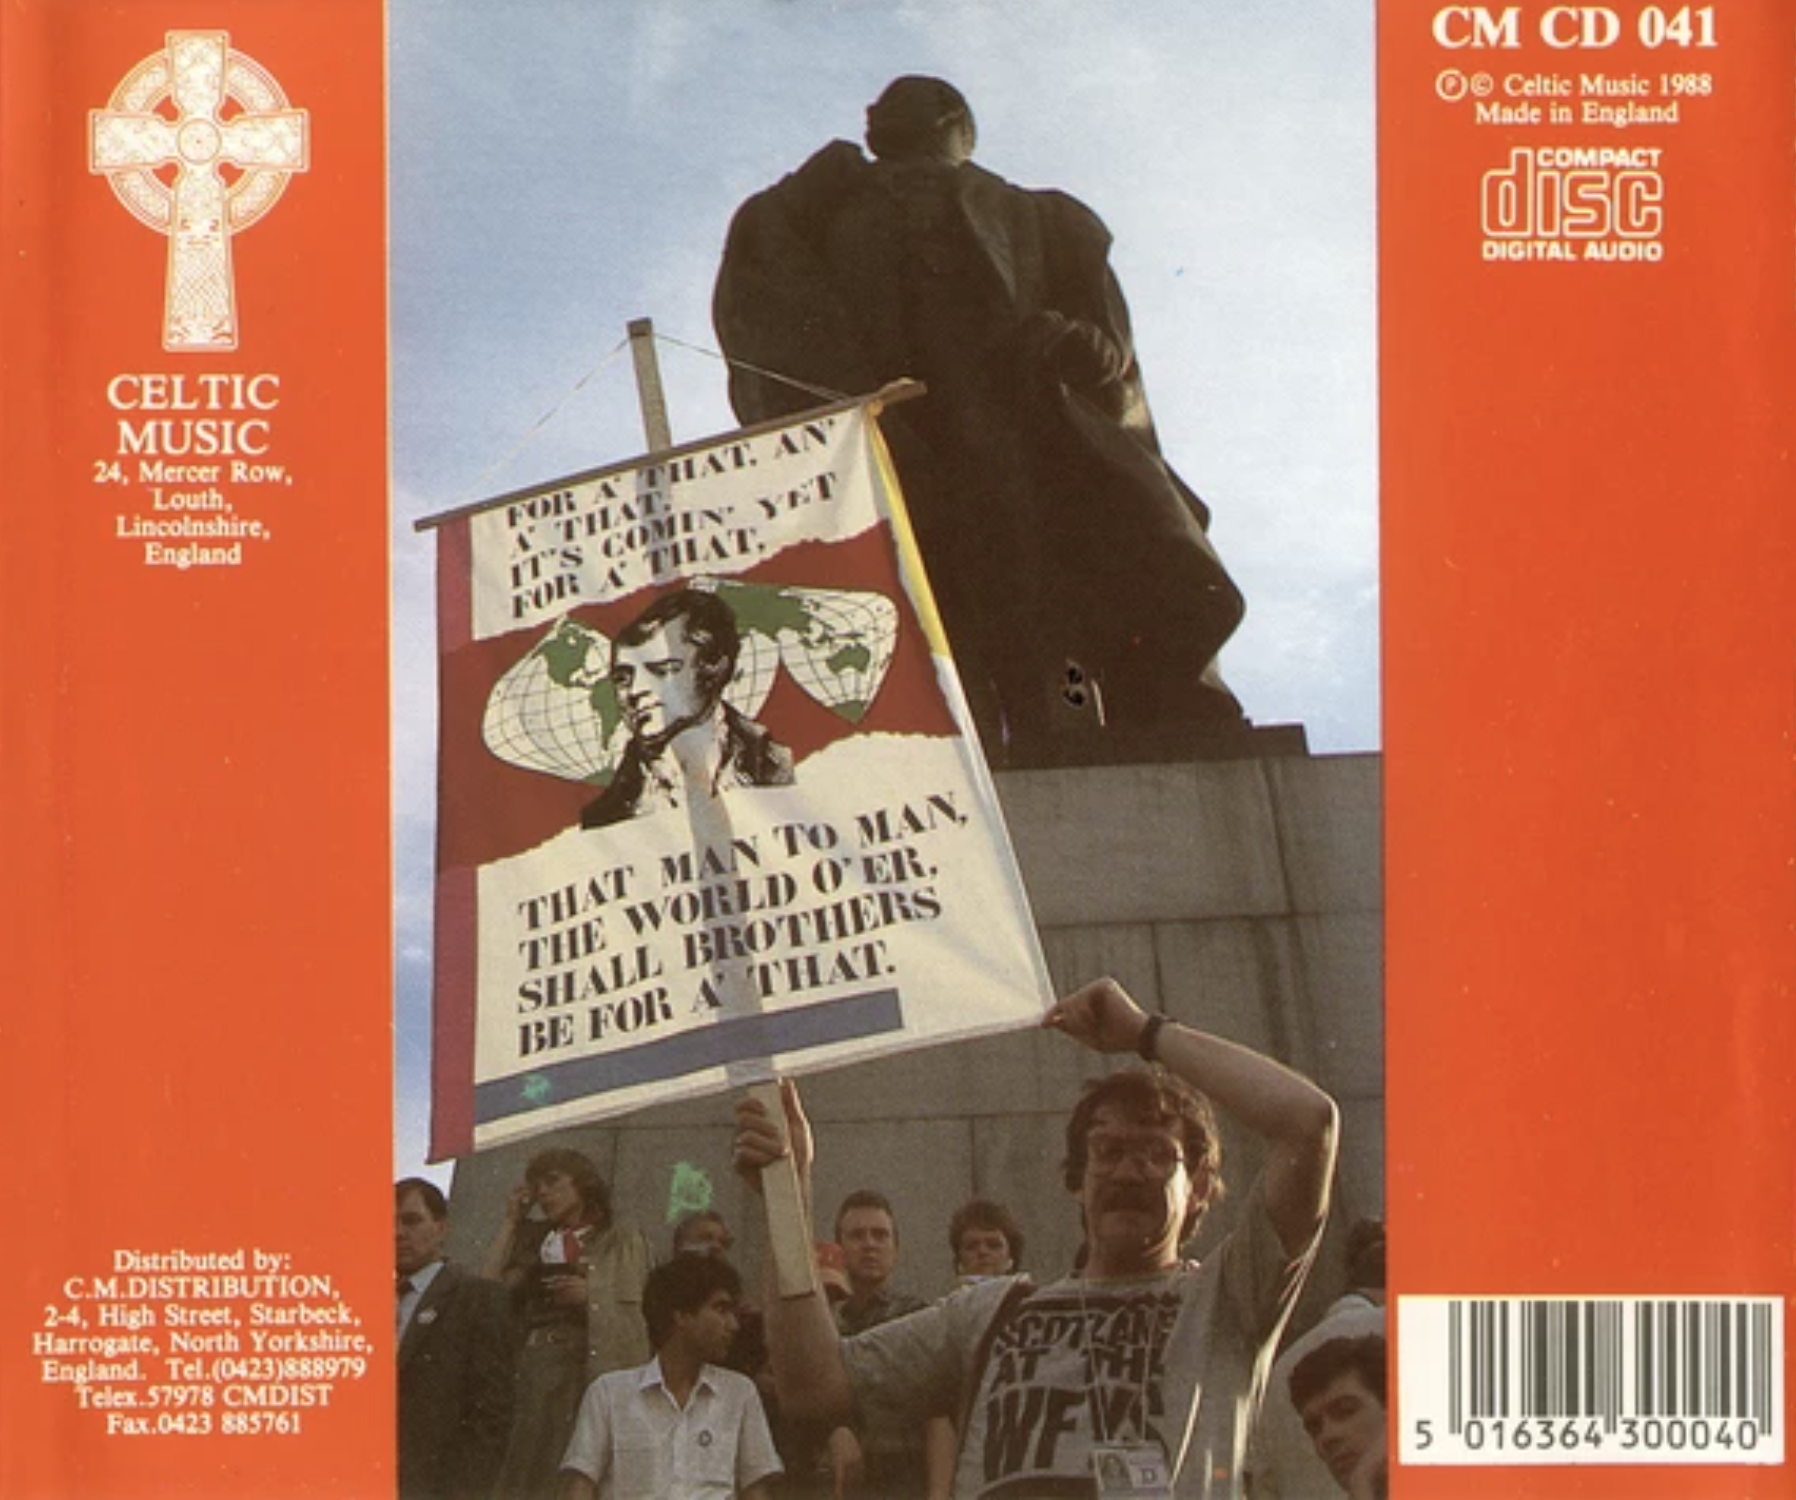 CELTIC
MUSIC
24, Mercer Row,
Louth,
Lincolnshire,
England
Distributed by:
C.M.DISTRIBUTION,
2-4, High Street, Starbeck,
Harrogate, North Yorkshire,
England. Tel.(0423)888979
Telex.57978 CMDIST
Fax.0423 885761
FOR A' THAT, AN'
A' THAT,
IT'S COMIN' YET
FOR A' THAT,
THAT MAN TO MAN,
THE WORLD O'ER,
SHALL BROTHERS
BE FOR A' THAT.
SCOTLAND
AT THE
WFYS
CM CD 041
℗© Celtic Music 1988
Made in England
COMPACT
disc
DIGITAL AUDIO
5 016364 300040